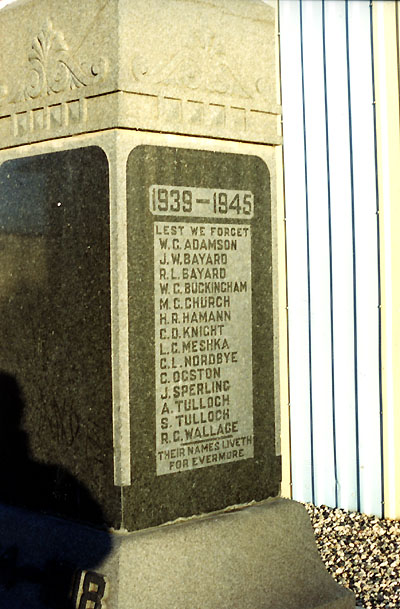 1939-1945
LEST WE FORGET
W.C. ADAMSON
J.W. BAYARD
R.L. BAYARD
W.C. BUCKINGHAM
M.C. CHURCH
H.R. HAMANN
C.D. KNIGHT
L.C. MESHKA
C.L. NORDBYE
C. OGSTON
J. SPERLING
A. TULLOCH
S. TULLOCH
R.C. WALLACE
THEIR NAMES LIVETH
FOR EVERMORE
B